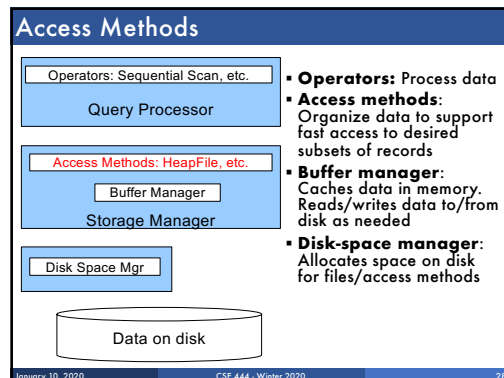 Access Methods
Operators: Sequential Scan, etc.
Query Processor
Access Methods: HeapFile, etc.
Buffer Manager
Storage Manager
Disk Space Mgr
Data on disk
▪ Operators: Process data
▪ Access methods:
Organize data to support
fast access to desired
subsets of records
▪ Buffer manager:
Caches data in memory.
Reads/writes data to/from
disk as needed
▪ Disk-space manager:
Allocates space on disk
for files/access methods
January 10, 2020
CSE 444 - Winter 2020